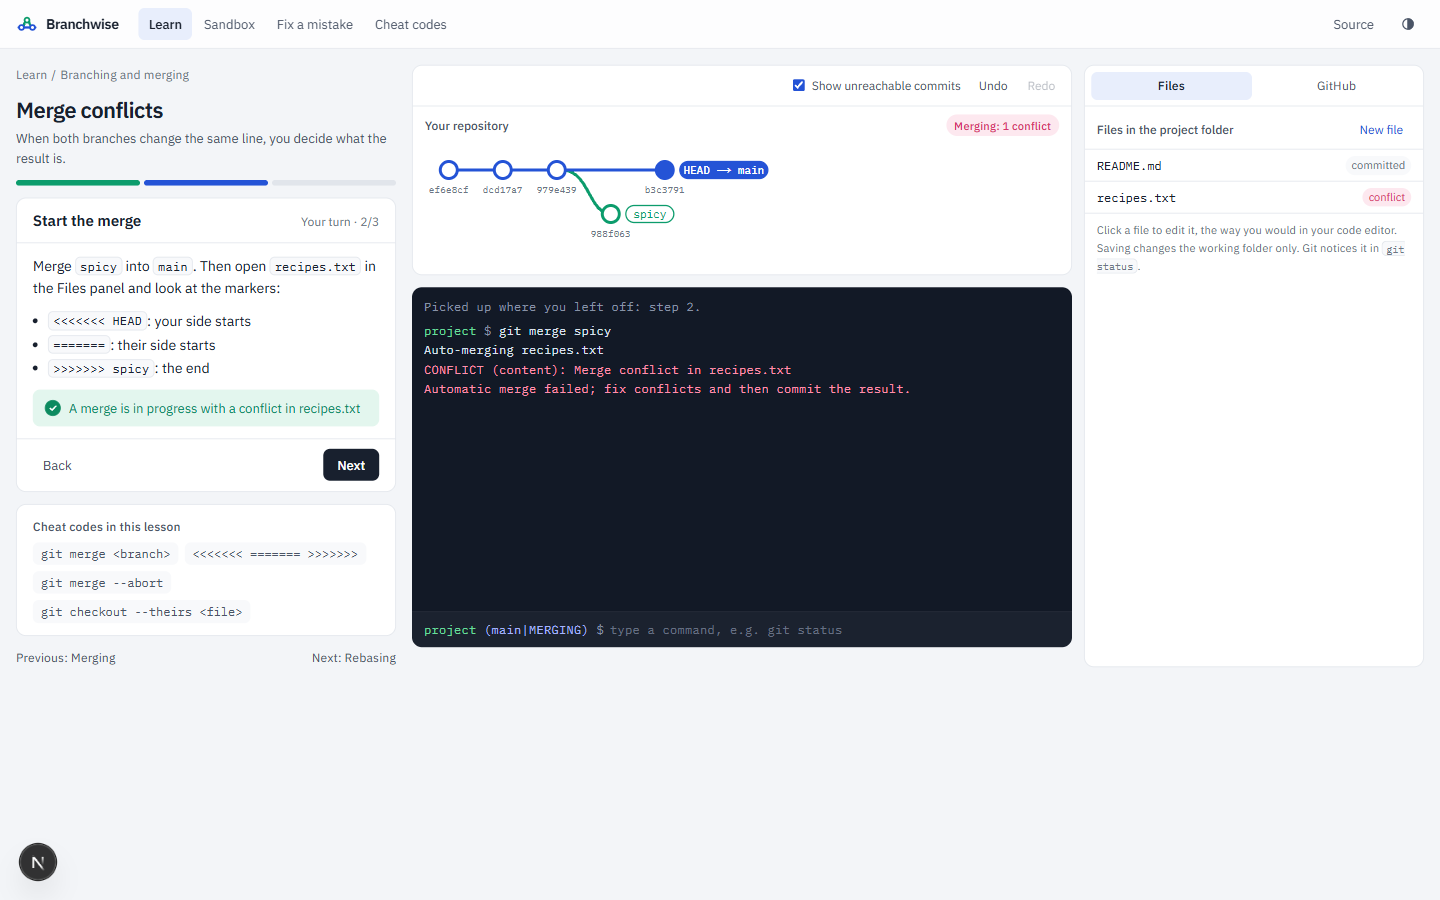 Branchwise
Learn
Sandbox
Fix a mistake
Cheat codes
Source
Learn / Branching and merging
Merge conflicts
When both branches change the same line, you decide what the
result is.
Start the merge
Your turn · 2/3
Merge spicy into main. Then open recipes.txt in
the Files panel and look at the markers:
• <<<<<<< HEAD: your side starts
• =======: their side starts
• >>>>>>> spicy: the end
A merge is in progress with a conflict in recipes.txt
Back
Next
Cheat codes in this lesson
git merge <branch>
<<<<<<< ======= >>>>>>>
git merge --abort
git checkout --theirs <file>
Previous: Merging
Next: Rebasing
Show unreachable commits
Undo
Redo
Your repository
Merging: 1 conflict
HEAD → main
ef6e8cf
dcd17a7
979e439
b3c3791
spicy
988f063
Picked up where you left off: step 2.
project $ git merge spicy
Auto-merging recipes.txt
CONFLICT (content): Merge conflict in recipes.txt
Automatic merge failed; fix conflicts and then commit the result.
project (main|MERGING) $ type a command, e.g. git status
Files
GitHub
Files in the project folder
New file
README.md
committed
recipes.txt
conflict
Click a file to edit it, the way you would in your code editor.
Saving changes the working folder only. Git notices it in git
status.
N